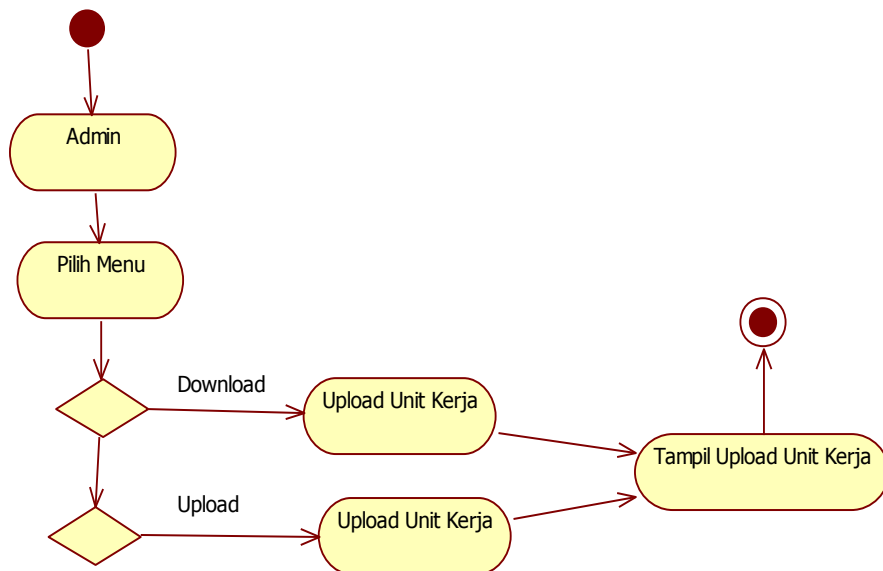 Admin
Pilih Menu
Download
Upload Unit Kerja
Tampil Upload Unit Kerja
Upload
Upload Unit Kerja